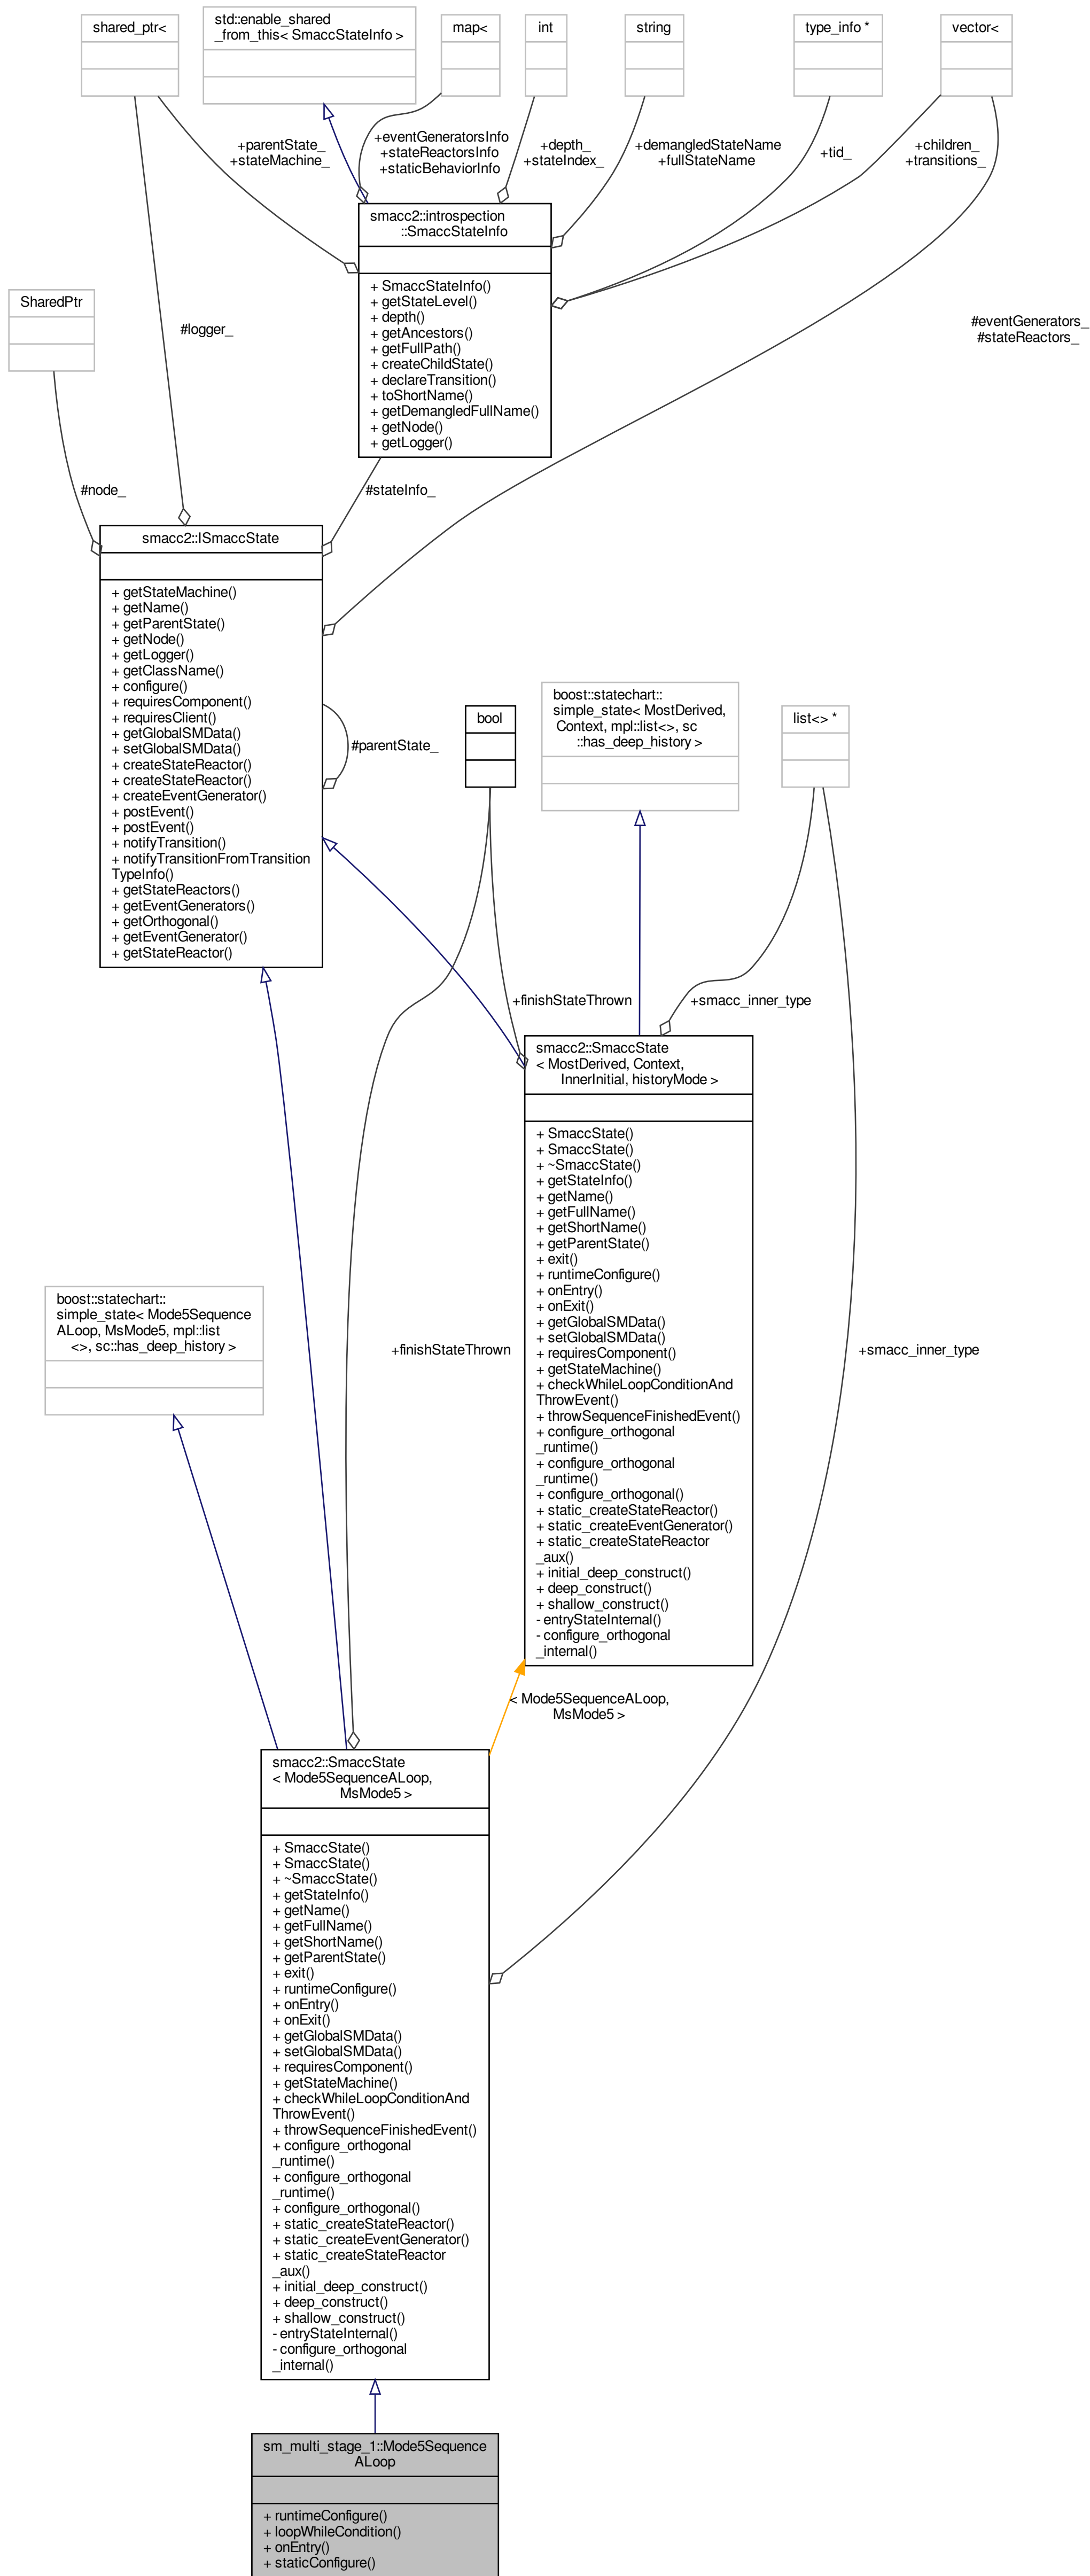 shared_ptr<
std::enable_shared
_from_this< SmaccStateInfo >
map<
int
string
type_info *
vector<
+parentState_
+stateMachine_
+eventGeneratorsInfo
+stateReactorsInfo
+staticBehaviorInfo
+depth_
+stateIndex_
+demangledStateName
+fullStateName
+tid_
+children_
+transitions_
smacc2::introspection
::SmaccStateInfo
+ SmaccStateInfo()
+ getStateLevel()
+ depth()
+ getAncestors()
+ getFullPath()
+ createChildState()
+ declareTransition()
+ toShortName()
+ getDemangledFullName()
+ getNode()
+ getLogger()
SharedPtr
#logger_
#eventGenerators_
#stateReactors_
#node_
#stateInfo_
smacc2::ISmaccState
+ getStateMachine()
+ getName()
+ getParentState()
+ getNode()
+ getLogger()
+ getClassName()
+ configure()
+ requiresComponent()
+ requiresClient()
+ getGlobalSMData()
+ setGlobalSMData()
+ createStateReactor()
+ createStateReactor()
+ createEventGenerator()
+ postEvent()
+ postEvent()
+ notifyTransition()
+ notifyTransitionFromTransition
TypeInfo()
+ getStateReactors()
+ getEventGenerators()
+ getOrthogonal()
+ getEventGenerator()
+ getStateReactor()
#parentState_
bool
boost::statechart::
simple_state< MostDerived,
Context, mpl::list<>, sc
::has_deep_history >
list<> *
+finishStateThrown
+smacc_inner_type
smacc2::SmaccState
< MostDerived, Context,
InnerInitial, historyMode >
+ SmaccState()
+ SmaccState()
+ ~SmaccState()
+ getStateInfo()
+ getName()
+ getFullName()
+ getShortName()
+ getParentState()
+ exit()
+ runtimeConfigure()
+ onEntry()
+ onExit()
+ getGlobalSMData()
+ setGlobalSMData()
+ requiresComponent()
+ getStateMachine()
+ checkWhileLoopConditionAnd
ThrowEvent()
+ throwSequenceFinishedEvent()
+ configure_orthogonal
_runtime()
+ configure_orthogonal
_runtime()
+ configure_orthogonal()
+ static_createStateReactor()
+ static_createEventGenerator()
+ static_createStateReactor
_aux()
+ initial_deep_construct()
+ deep_construct()
+ shallow_construct()
- entryStateInternal()
- configure_orthogonal
_internal()
boost::statechart::
simple_state< Mode5Sequence
ALoop, MsMode5, mpl::list
<>, sc::has_deep_history >
+finishStateThrown
+smacc_inner_type
< Mode5SequenceALoop,
MsMode5 >
smacc2::SmaccState
< Mode5SequenceALoop,
MsMode5 >
+ SmaccState()
+ SmaccState()
+ ~SmaccState()
+ getStateInfo()
+ getName()
+ getFullName()
+ getShortName()
+ getParentState()
+ exit()
+ runtimeConfigure()
+ onEntry()
+ onExit()
+ getGlobalSMData()
+ setGlobalSMData()
+ requiresComponent()
+ getStateMachine()
+ checkWhileLoopConditionAnd
ThrowEvent()
+ throwSequenceFinishedEvent()
+ configure_orthogonal
_runtime()
+ configure_orthogonal
_runtime()
+ configure_orthogonal()
+ static_createStateReactor()
+ static_createEventGenerator()
+ static_createStateReactor
_aux()
+ initial_deep_construct()
+ deep_construct()
+ shallow_construct()
- entryStateInternal()
- configure_orthogonal
_internal()
sm_multi_stage_1::Mode5Sequence
ALoop
+ runtimeConfigure()
+ loopWhileCondition()
+ onEntry()
+ staticConfigure()